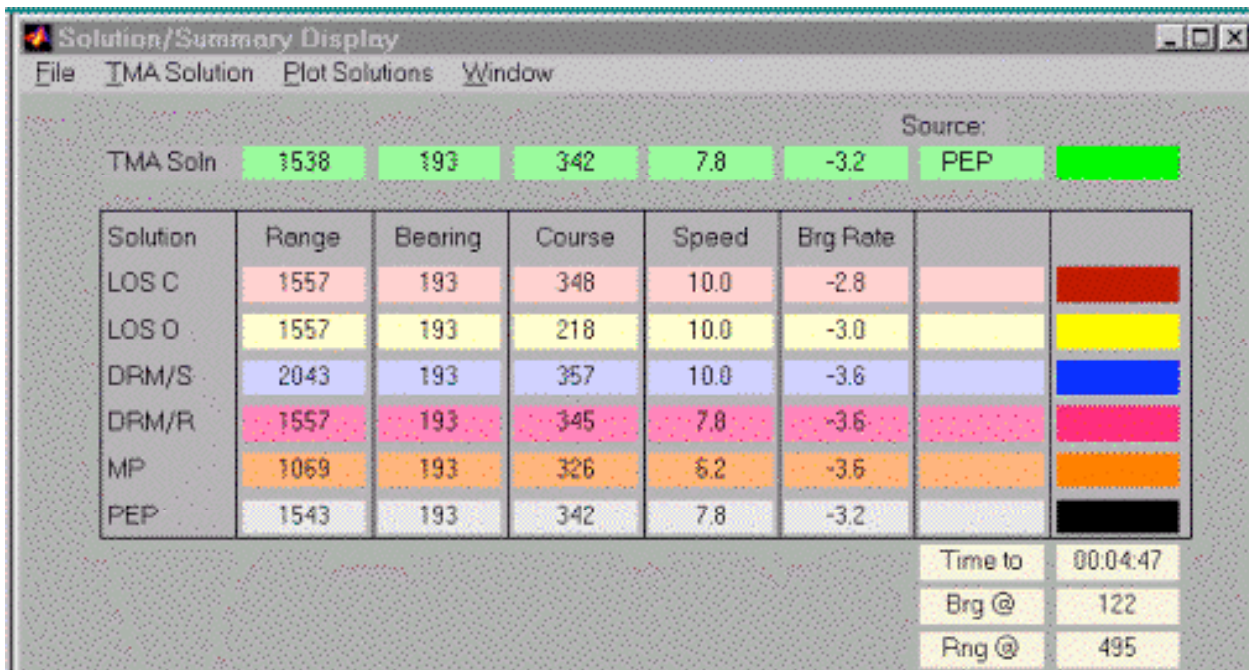 Solution/Summary Display
File TMA Solution Plot Solutions Window
Source:
TMA Soln 1538 193 342 7.8 -3.2 PEP
Solution Range Bearing Course Speed Brg Rate
LOS C 1557 193 348 10.0 -2.8
LOS O 1557 193 218 10.0 -3.0
DRM/S 2043 193 357 10.0 -3.6
DRM/R 1557 193 345 7.8 -3.6
MP 1069 193 326 6.2 -3.6
PEP 1543 193 342 7.8 -3.2
Time to 00:04:47
Brg @ 122
Rng @ 495